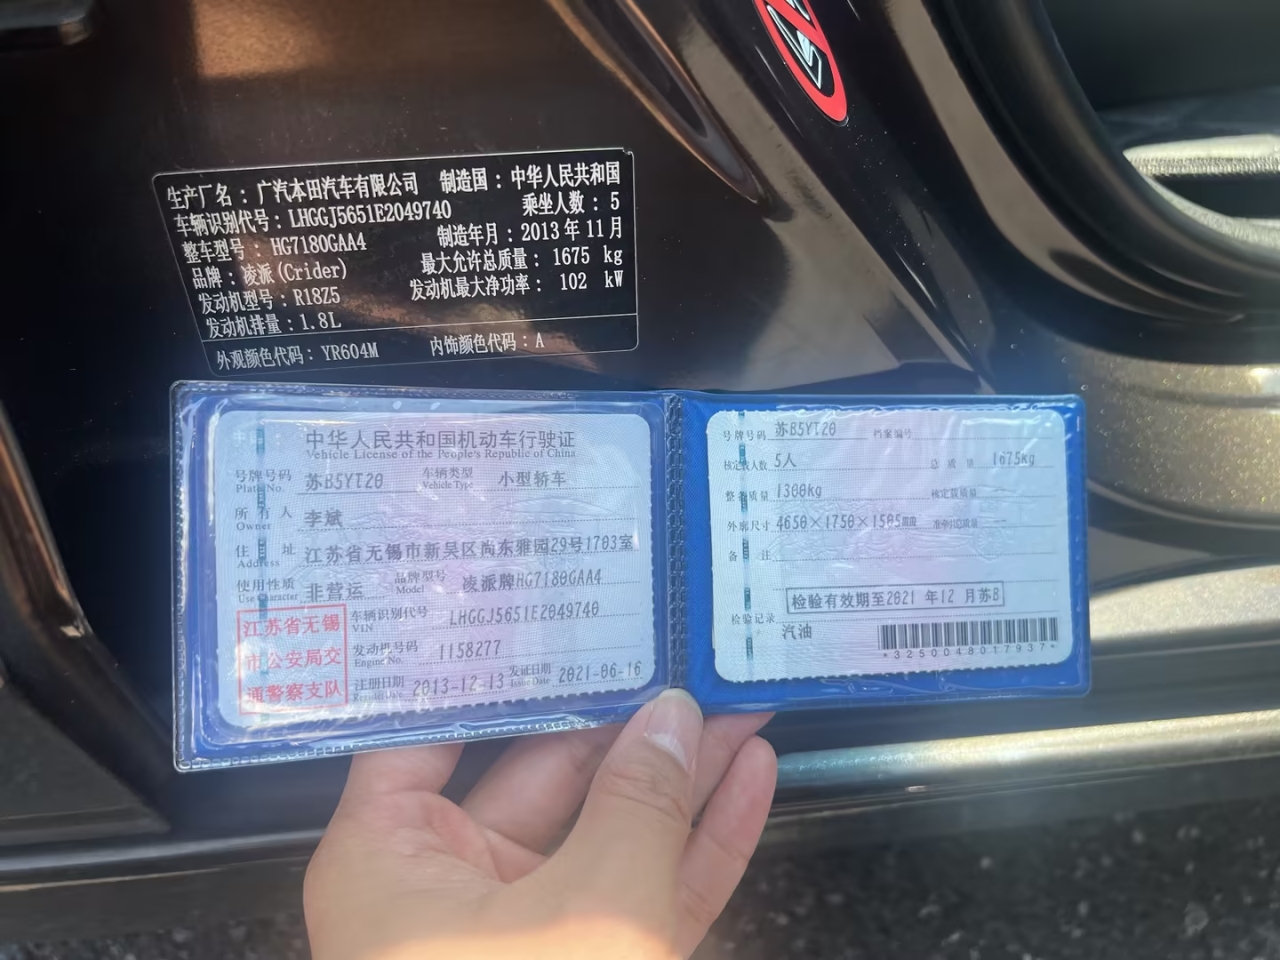 生产厂名：广汽本田汽车有限公司 制造国：中华人民共和国
车辆识别代号：LHGGJ5651E2049740 乘坐人数：5
整车型号：HG7180GAA4 制造年月：2013年11月
品牌：凌派(Crider) 最大允许总质量：1675 kg
发动机型号：R18Z5 发动机最大净功率：102 kW
发动机排量：1.8L
外观颜色代码：YR604M 内饰颜色代码：A
中华人民共和国机动车行驶证
Vehicle License of the People's Republic of China
号牌号码 苏B5YT20 车辆类型 小型轿车
Plate No. Vehicle Type
所有人 李斌
Owner
住址 江苏省无锡市新吴区尚东雅园29号1703室
Address
使用性质 非营运 品牌型号 凌派牌HG7180GAA4
Use Character Model
江苏省无锡
市公安局交
通警察支队
车辆识别代号 LHGGJ5651E2049740
VIN
发动机号码 1158277
Engine No.
注册日期 2013-12-13 发证日期 2021-06-16
Register Date Issue Date
号牌号码 苏B5YT20 档案编号
核定载人数 5人 总质量 1675kg
整备质量 1300kg 核定载质量
外廓尺寸 4650×1750×1505mm 准牵引总质量 --
备注
检验有效期至2021年12月苏B
检验记录
汽油
*3250048017937*